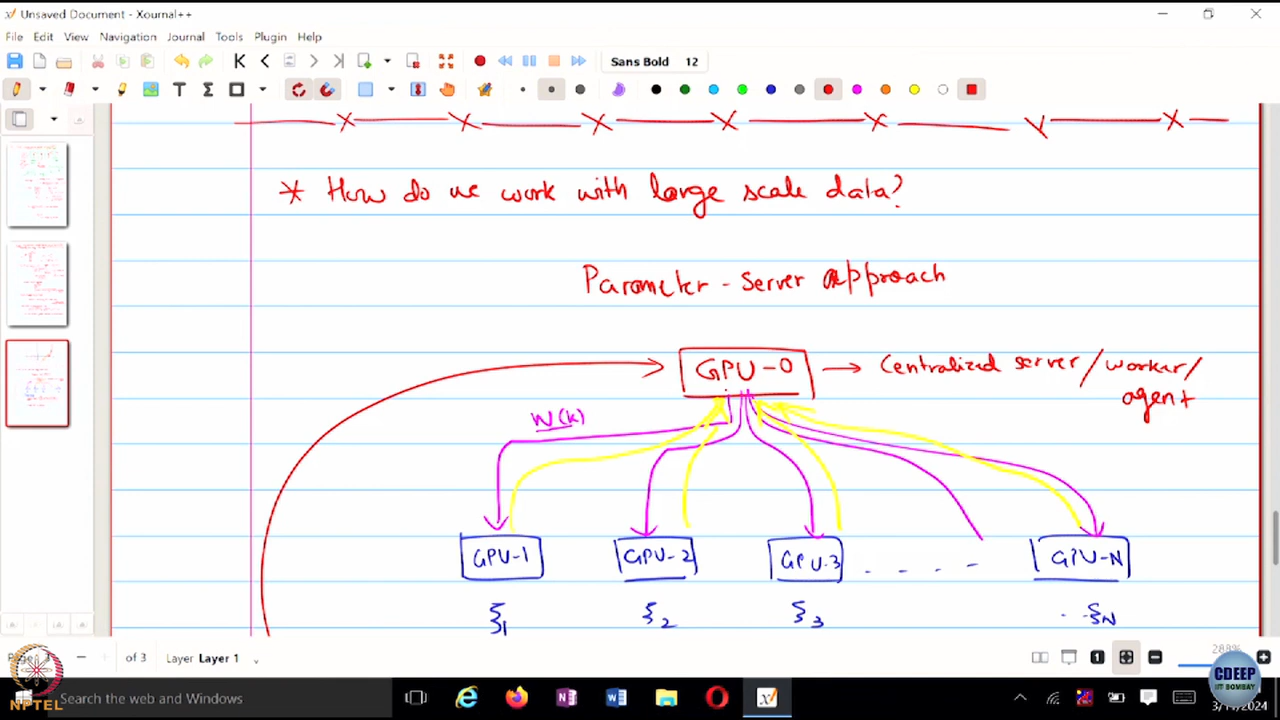 Unsaved Document - Xournal++
File Edit View Navigation Journal Tools Plugin Help
Sans Bold 12
* How do we work with large scale data?
Parameter - server approach
GPU-0 → Centralized server/worker/
agent
W(k)
GPU-1 GPU-2 GPU-3 - - - - GPU-N
ξ1 ξ2 ξ3 ξN
of 3 Layer Layer 1
288%
Search the web and Windows
NPTEL
CDEEP
IIT BOMBAY